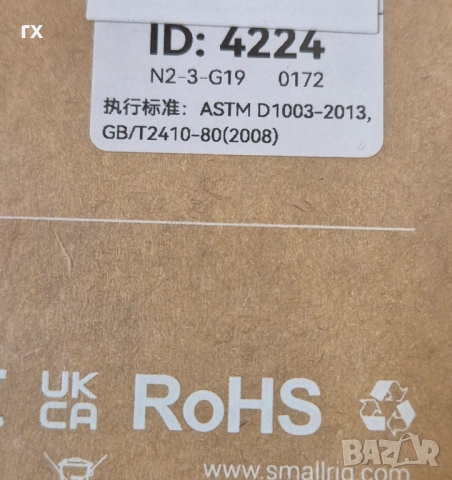 rx
ID: 4224
N2-3-G19 0172
执行标准: ASTM D1003-2013,
GB/T2410-80(2008)
UK
CA
RoHS
BAZAR
www.smallrig.com